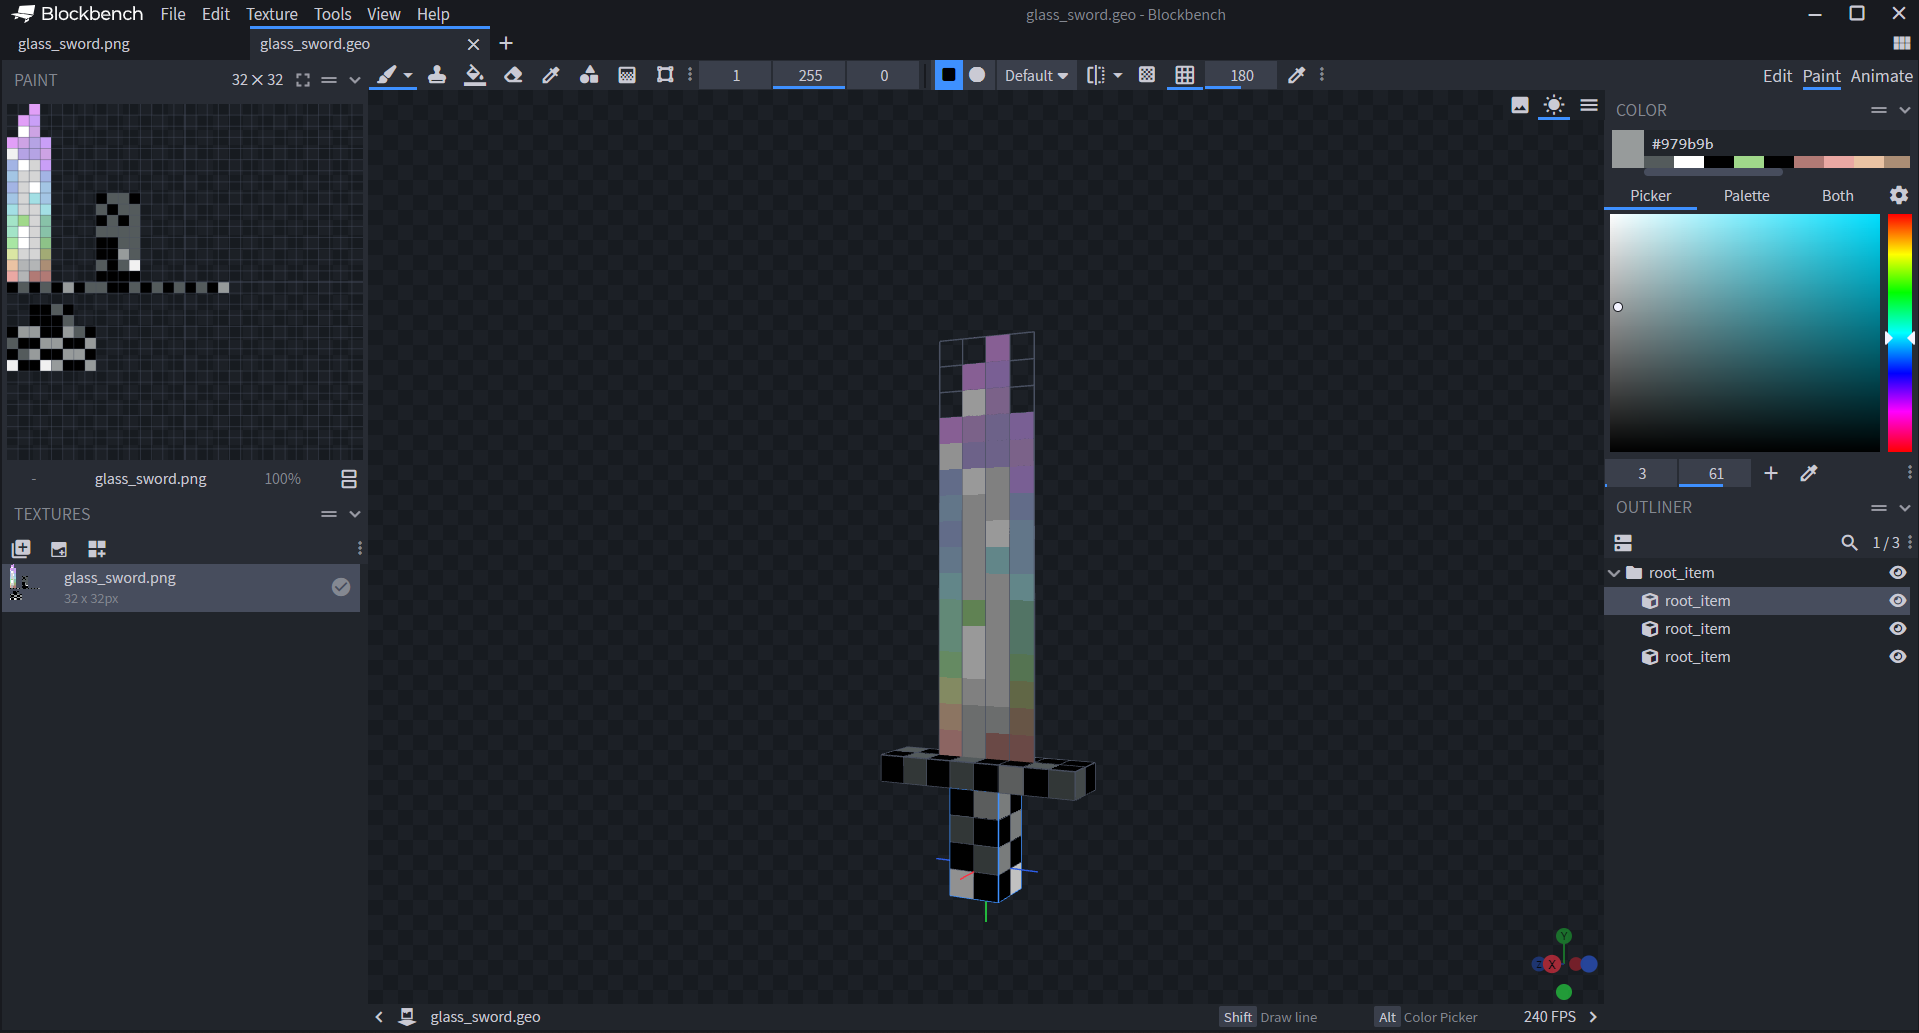 Blockbench File Edit Texture Tools View Help
glass_sword.geo - Blockbench
glass_sword.png
glass_sword.geo
PAINT 32 × 32
1 255 0 Default 180
Edit Paint Animate
COLOR
#979b9b
Picker Palette Both
3 61
- glass_sword.png 100%
TEXTURES
glass_sword.png
32 x 32px
OUTLINER
1 / 3
root_item
root_item
root_item
root_item
Y
Z X
glass_sword.geo
Shift Draw line Alt Color Picker 240 FPS